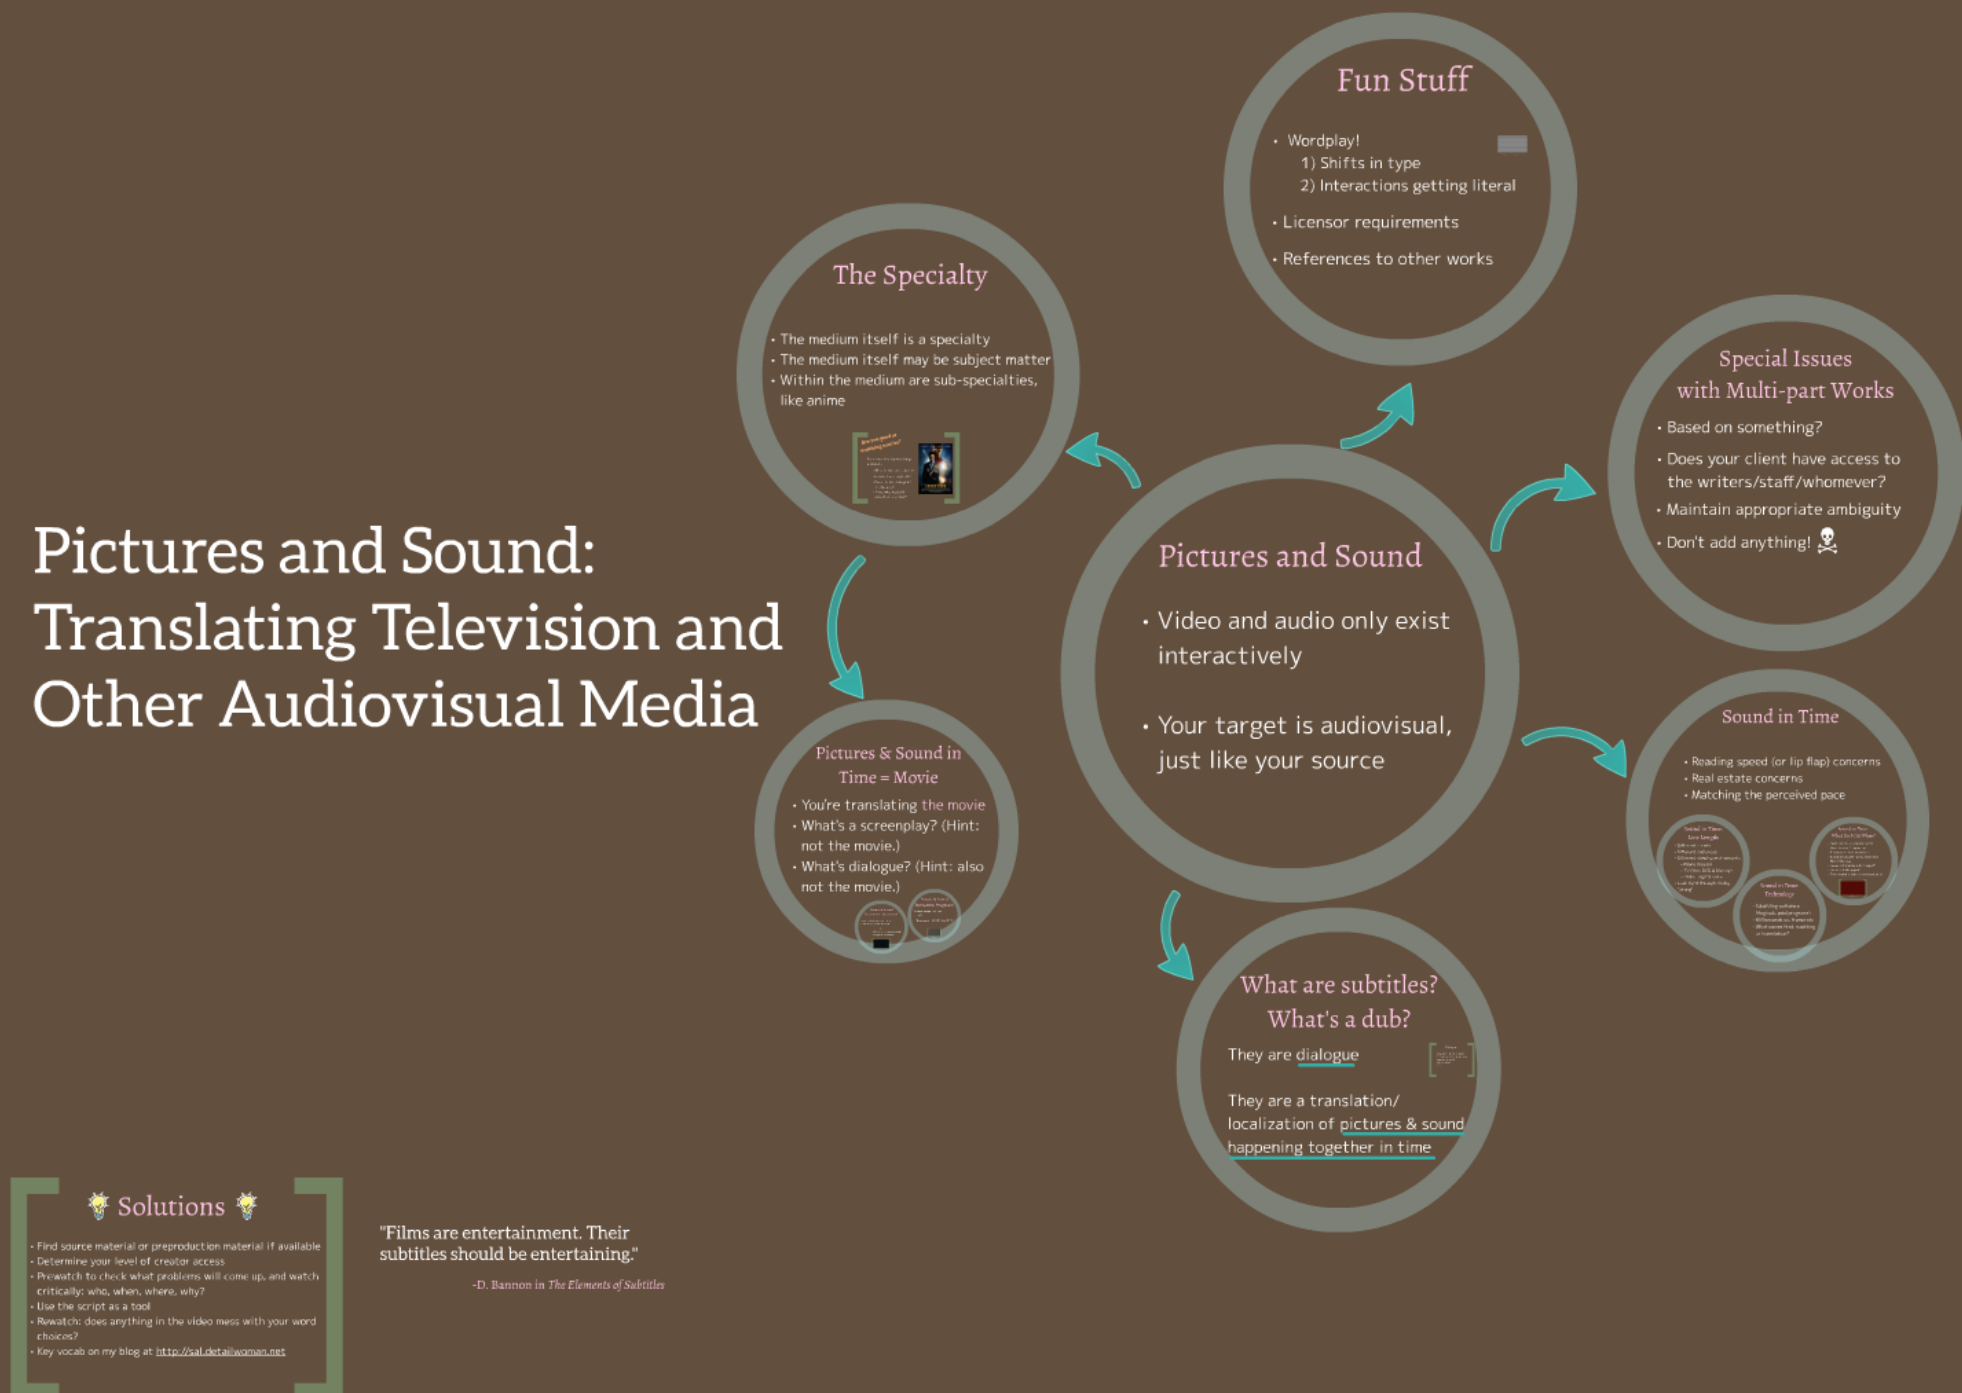 Pictures and Sound:
Translating Television and
Other Audiovisual Media
Fun Stuff
• Wordplay!
1) Shifts in type
2) Interactions getting literal
• Licensor requirements
• References to other works
The Specialty
• The medium itself is a specialty
• The medium itself may be subject matter
• Within the medium are sub-specialties,
like anime
Special Issues
with Multi-part Works
• Based on something?
• Does your client have access to
the writers/staff/whomever?
• Maintain appropriate ambiguity
• Don't add anything!
Pictures and Sound
• Video and audio only exist
interactively
• Your target is audiovisual,
just like your source
Pictures & Sound in
Time = Movie
• You're translating the movie
• What's a screenplay? (Hint:
not the movie.)
• What's dialogue? (Hint: also
not the movie.)
Sound in Time
• Reading speed (or lip flap) concerns
• Real estate concerns
• Matching the perceived pace
Sound in Time:
Line Length
Sound in Time:
Technology
What are subtitles?
What's a dub?
They are dialogue
They are a translation/
localization of pictures & sound
happening together in time
Solutions
• Find source material or preproduction material if available
• Determine your level of creator access
• Prewatch to check what problems will come up, and watch
critically: who, when, where, why?
• Use the script as a tool
• Rewatch: does anything in the video mess with your word
choices?
• Key vocab on my blog at http://sal.detailwoman.net
"Films are entertainment. Their
subtitles should be entertaining."
-D. Bannon in The Elements of Subtitles